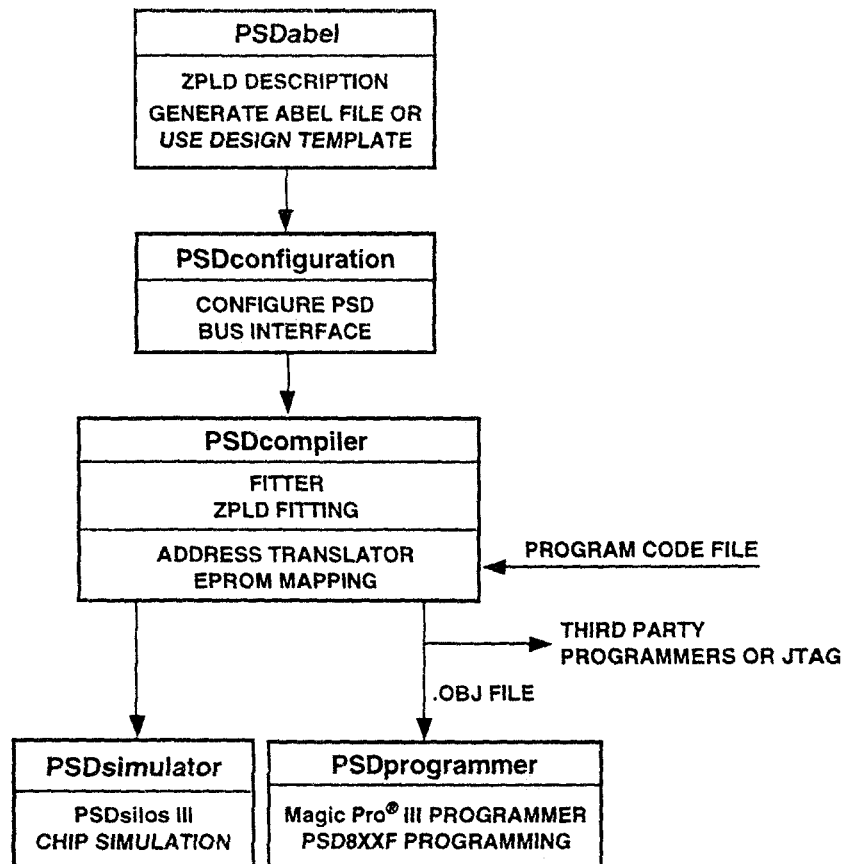 PSDabel
ZPLD DESCRIPTION
GENERATE ABEL FILE OR
USE DESIGN TEMPLATE
PSDconfiguration
CONFIGURE PSD
BUS INTERFACE
PSDcompiler
FITTER
ZPLD FITTING
ADDRESS TRANSLATOR
EPROM MAPPING
PROGRAM CODE FILE
THIRD PARTY
PROGRAMMERS OR JTAG
.OBJ FILE
PSDsimulator
PSDsilos III
CHIP SIMULATION
PSDprogrammer
Magic Pro® III PROGRAMMER
PSD8XXF PROGRAMMING